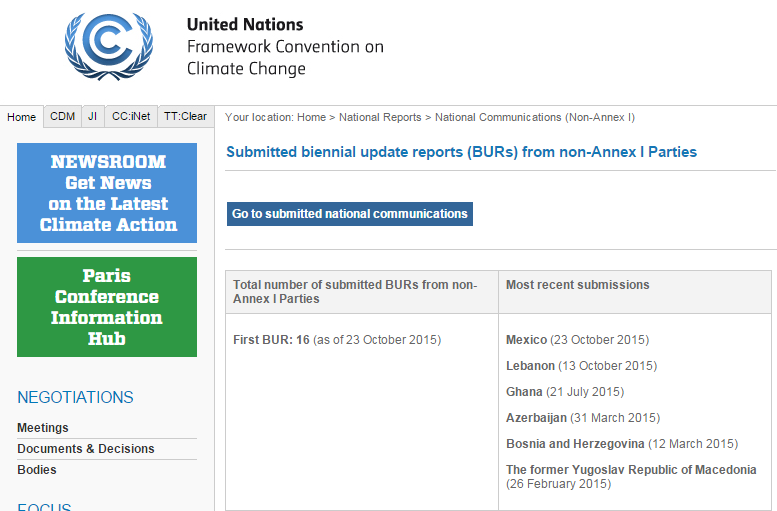 United Nations
Framework Convention on
Climate Change
Home CDM JI CC:iNet TT:Clear
Your location: Home > National Reports > National Communications (Non-Annex I)
NEWSROOM
Get News
on the Latest
Climate Action
Paris
Conference
Information
Hub
NEGOTIATIONS
Meetings
Documents & Decisions
Bodies
FOCUS
Submitted biennial update reports (BURs) from non-Annex I Parties
Go to submitted national communications
Total number of submitted BURs from non-
Annex I Parties
Most recent submissions
First BUR: 16 (as of 23 October 2015)
Mexico (23 October 2015)
Lebanon (13 October 2015)
Ghana (21 July 2015)
Azerbaijan (31 March 2015)
Bosnia and Herzegovina (12 March 2015)
The former Yugoslav Republic of Macedonia
(26 February 2015)